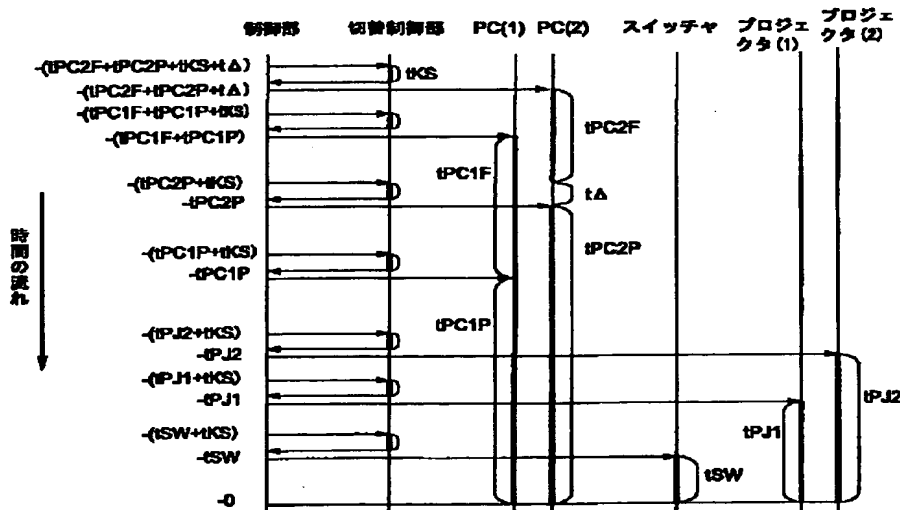 制御部 切替制御部 PC(1) PC(2) スイッチャ プロジェクタ(1) プロジェクタ(2)
-(tPC2F+tPC2P+tKS+tΔ)
tKS
-(tPC2F+tPC2P+tΔ)
-(tPC1F+tPC1P+tKS)
tPC2F
-(tPC1F+tPC1P)
tPC1F
-(tPC2P+tKS)
tΔ
-tPC2P
時間の流れ
tPC2P
-(tPC1P+tKS)
-tPC1P
tPC1P
-(tPJ2+tKS)
-tPJ2
-(tPJ1+tKS)
tPJ2
-tPJ1
tPJ1
-(tSW+tKS)
-tSW
tSW
-0